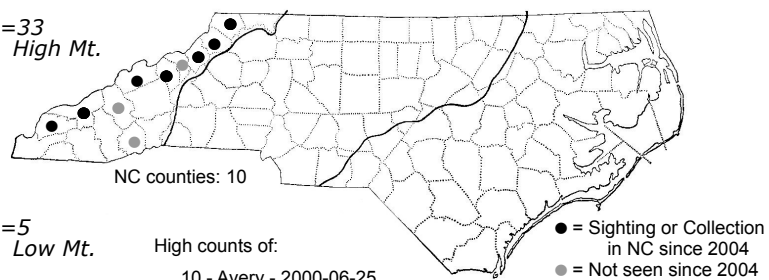 =33
High Mt.
NC counties: 10
=5
Low Mt.
High counts of:
10 - Avery - 2000-06-25
● = Sighting or Collection
in NC since 2004
● = Not seen since 2004